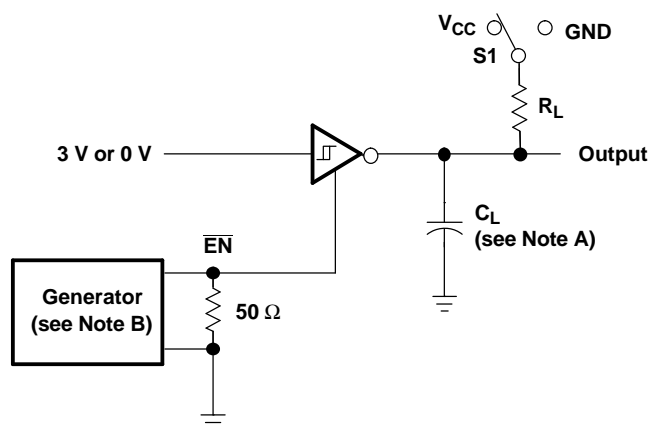 VCC GND
S1
RL
3 V or 0 V Output
CL
(see Note A)
EN
Generator
(see Note B)
50 Ω